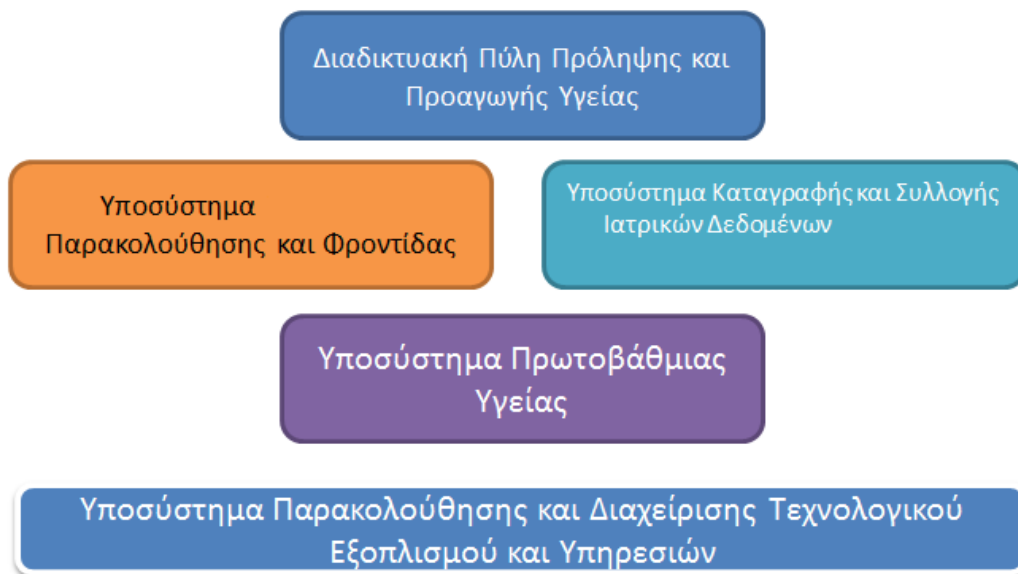 Διαδικτυακή Πύλη Πρόληψης και
Προαγωγής Υγείας
Υποσύστημα
Παρακολούθησης και Φροντίδας
Υποσύστημα Καταγραφής και Συλλογής
Ιατρικών Δεδομένων
Υποσύστημα Πρωτοβάθμιας
Υγείας
Υποσύστημα Παρακολούθησης και Διαχείρισης Τεχνολογικού
Εξοπλισμού και Υπηρεσιών